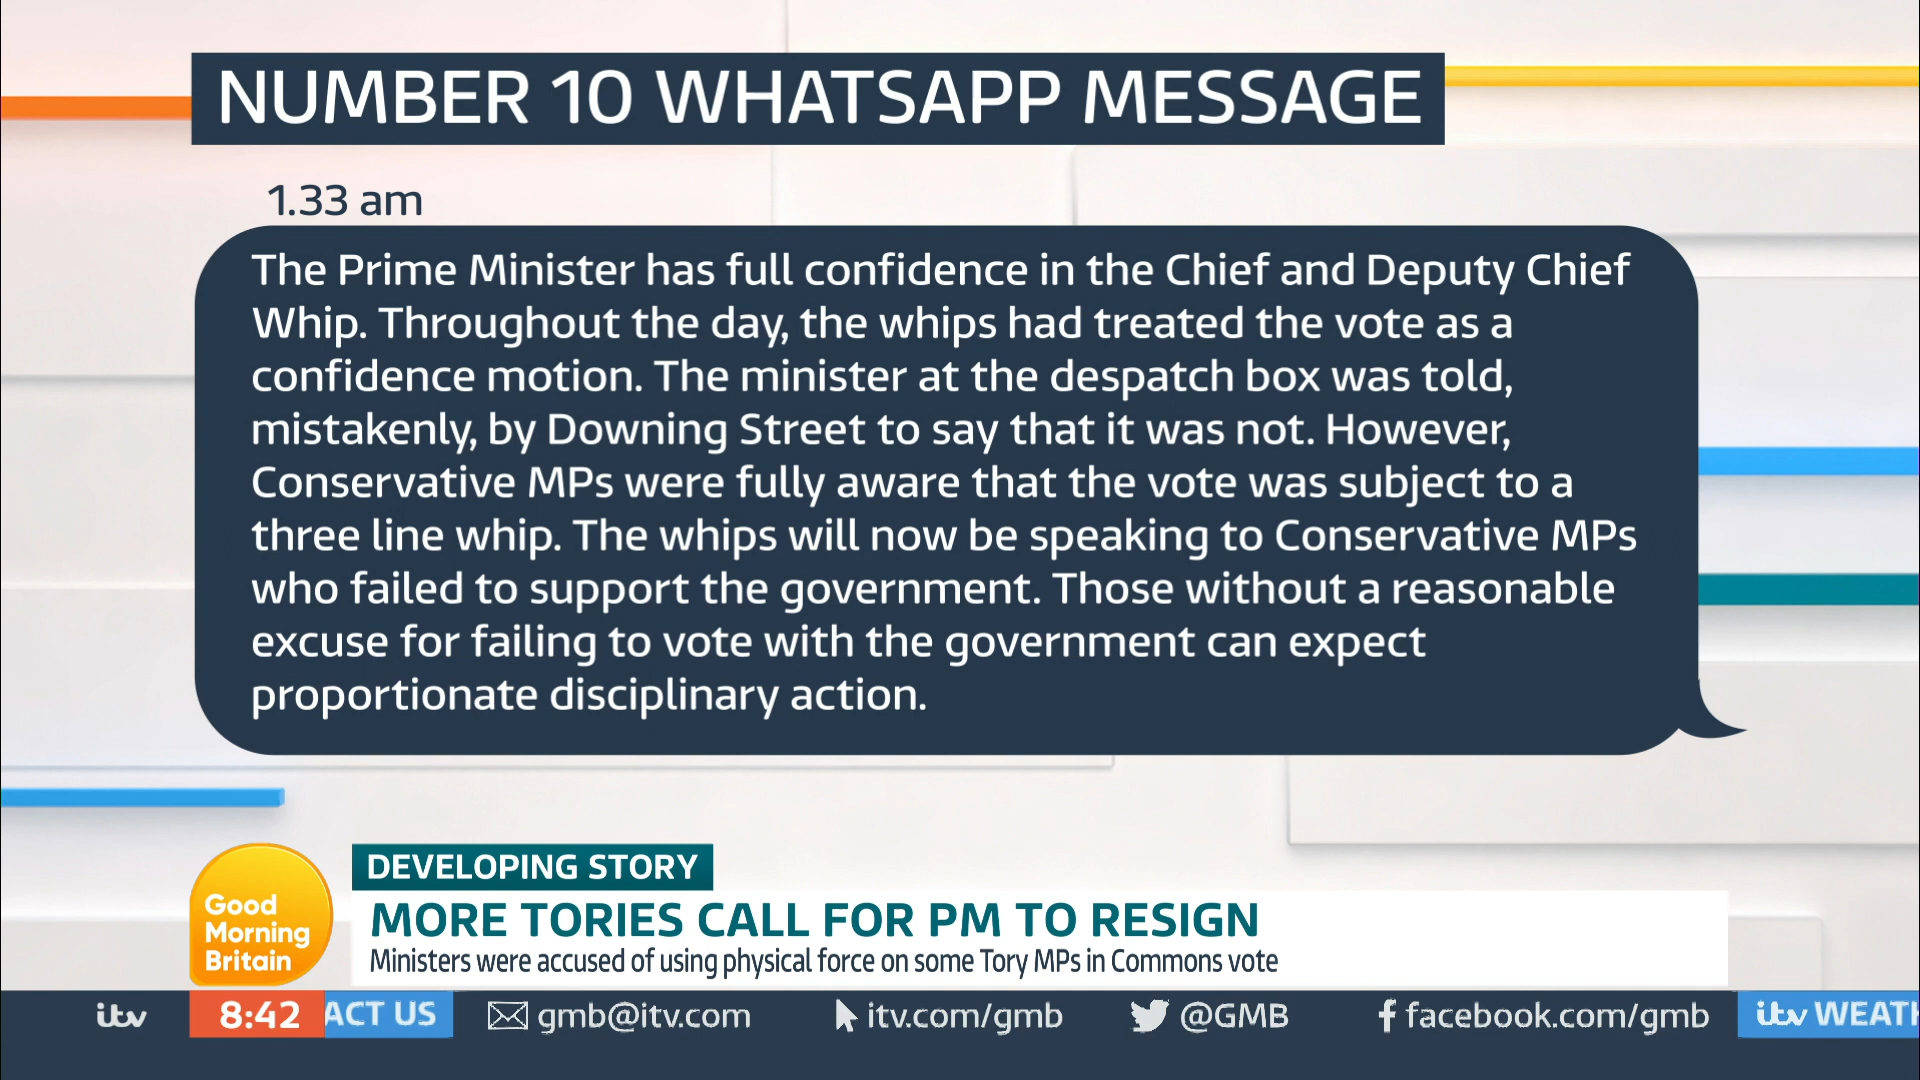 NUMBER 10 WHATSAPP MESSAGE
1.33 am
The Prime Minister has full confidence in the Chief and Deputy Chief
Whip. Throughout the day, the whips had treated the vote as a
confidence motion. The minister at the despatch box was told,
mistakenly, by Downing Street to say that it was not. However,
Conservative MPs were fully aware that the vote was subject to a
three line whip. The whips will now be speaking to Conservative MPs
who failed to support the government. Those without a reasonable
excuse for failing to vote with the government can expect
proportionate disciplinary action.
DEVELOPING STORY
Good
Morning
Britain
MORE TORIES CALL FOR PM TO RESIGN
Ministers were accused of using physical force on some Tory MPs in Commons vote
itv 8:42 ACT US gmb@itv.com itv.com/gmb @GMB facebook.com/gmb itv WEATH